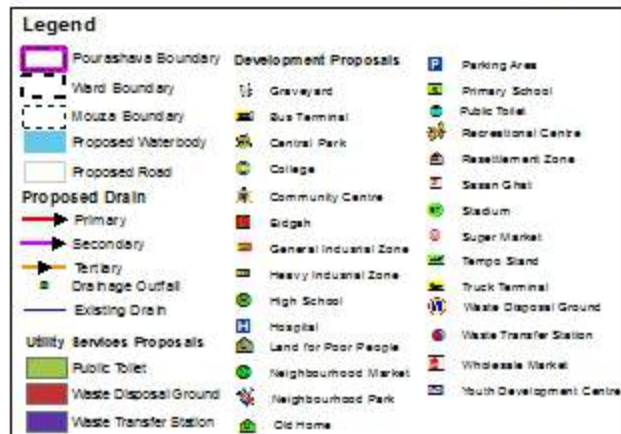 Legend
Pourashava Boundary
Ward Boundary
Mouza Boundary
Proposed Waterbody
Proposed Road
Proposed Drain
Primary
Secondary
Tertiary
Drainage Outfall
Existing Drain
Utility Services Proposals
Public Toilet
Waste Disposal Ground
Waste Transfer Station
Development Proposals
Graveyard
Bus Terminal
Central Park
College
Community Centre
Eidgah
General Industrial Zone
Heavy Industrial Zone
High School
H Hospital
Land for Poor People
Neighbourhood Market
Neighbourhood Park
Old Home
P Parking Area
Primary School
Public Toilet
Recreational Centre
Resettlement Zone
Sasan Ghat
Stadium
Super Market
Tempo Stand
Truck Terminal
Waste Disposal Ground
Waste Transfer Station
Wholesale Market
Youth Development Centre